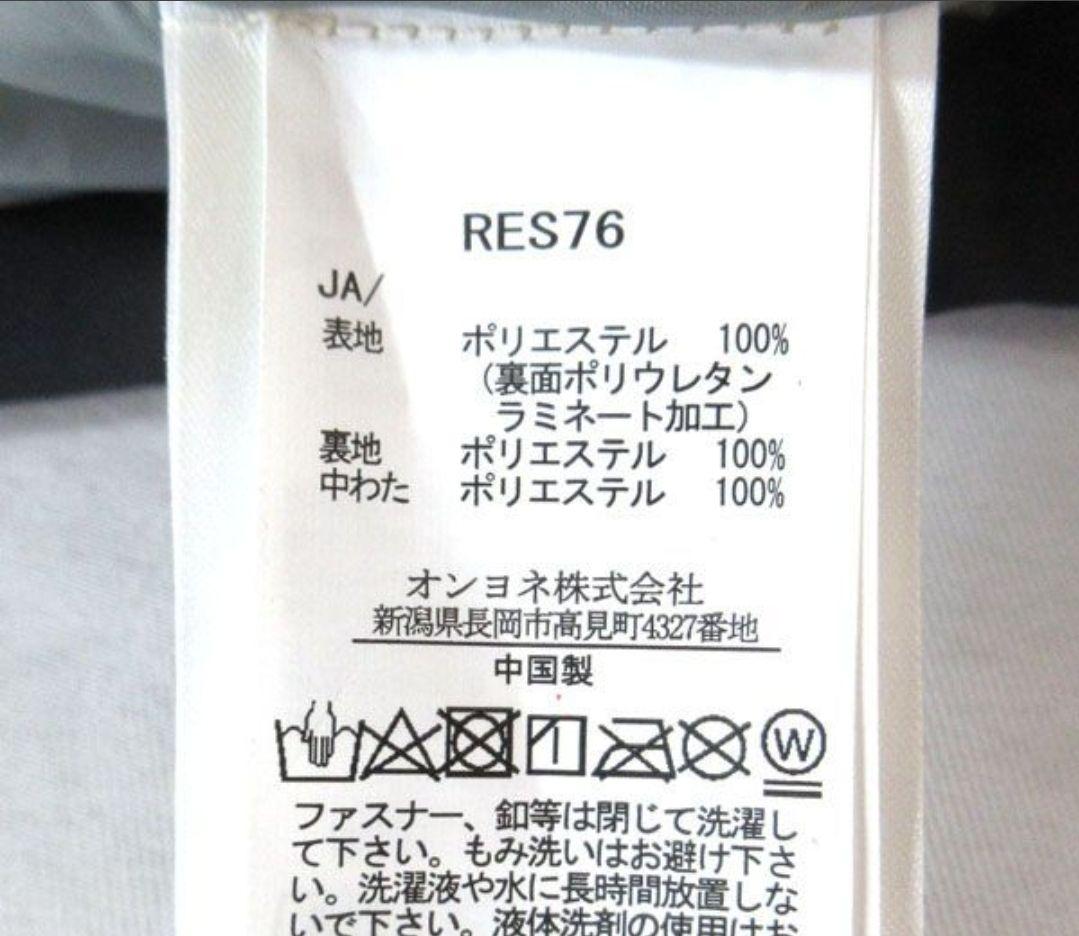 RES76
JA/
表地 ポリエステル 100%
（裏面ポリウレタン
ラミネート加工）
裏地 ポリエステル 100%
中わた ポリエステル 100%
オンヨネ株式会社
新潟県長岡市高見町4327番地
中国製
W
ファスナー、釦等は閉じて洗濯し
て下さい。もみ洗いはお避け下さ
い。洗濯液や水に長時間放置しな
いで下さい。液体洗剤の使用はお